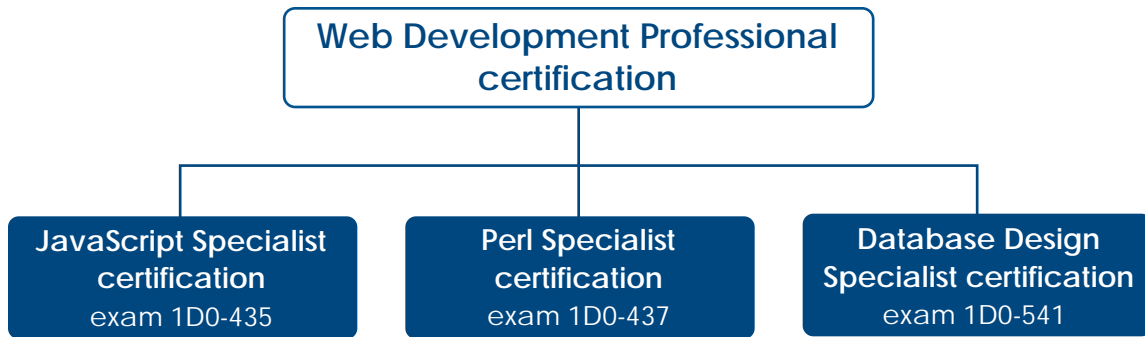 Web Development Professional
certification
JavaScript Specialist
certification
exam 1D0-435
Perl Specialist
certification
exam 1D0-437
Database Design
Specialist certification
exam 1D0-541